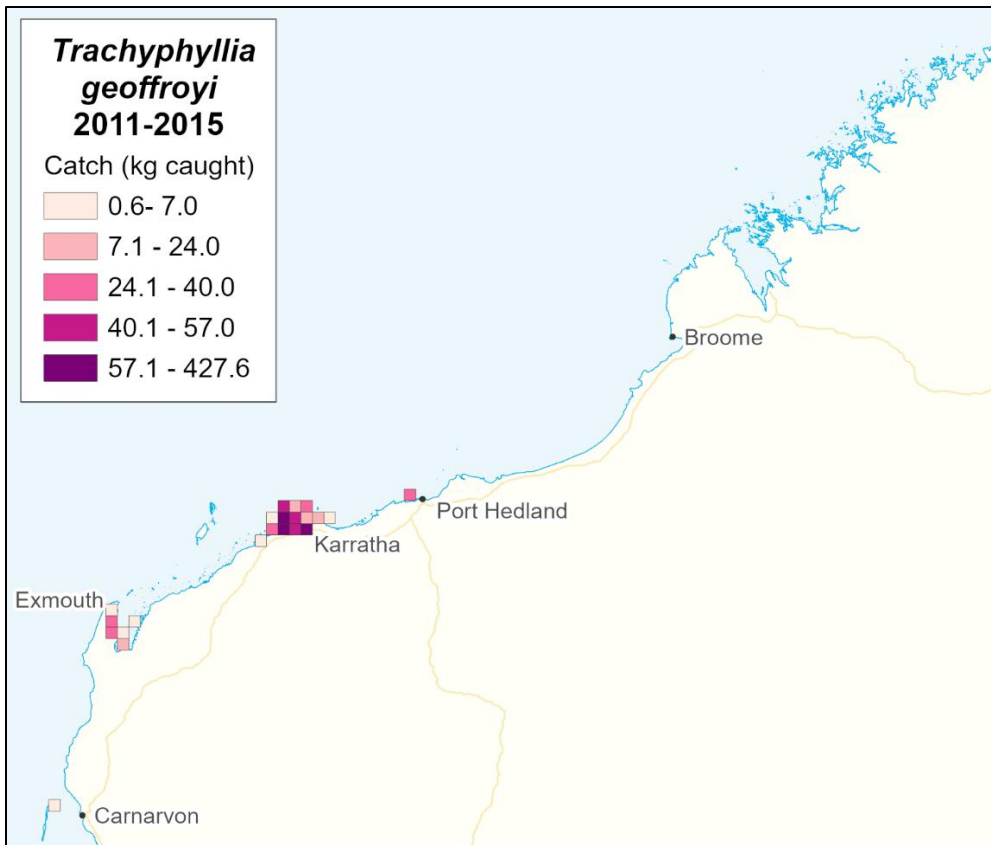 Trachyphyllia
geoffroyi
2011-2015
Catch (kg caught)
0.6- 7.0
7.1 - 24.0
24.1 - 40.0
40.1 - 57.0
57.1 - 427.6
Broome
Port Hedland
Karratha
Exmouth
Carnarvon